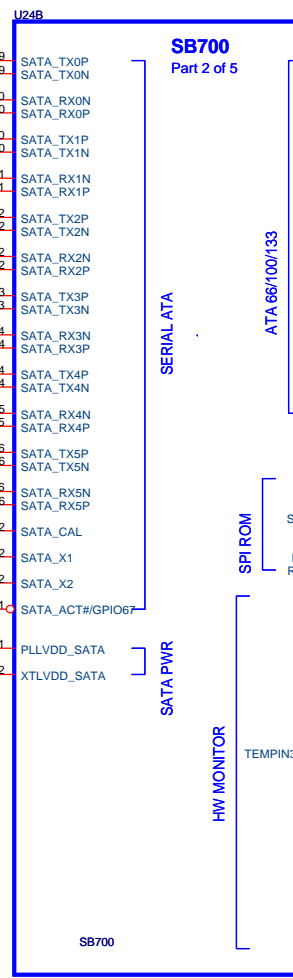 U24B
SB700
Part 2 of 5
SATA_TX0P
SATA_TX0N
SATA_RX0N
SATA_RX0P
SATA_TX1P
SATA_TX1N
SATA_RX1N
SATA_RX1P
SATA_TX2P
SATA_TX2N
SATA_RX2N
SATA_RX2P
SATA_TX3P
SATA_TX3N
SATA_RX3N
SATA_RX3P
SATA_TX4P
SATA_TX4N
SATA_RX4N
SATA_RX4P
SATA_TX5P
SATA_TX5N
SATA_RX5N
SATA_RX5P
SATA_CAL
SATA_X1
SATA_X2
SATA_ACT#/GPIO67
PLLVDD_SATA
XTLVDD_SATA
SERIAL ATA
SATA PWR
ATA 66/100/133
SPI ROM
HW MONITOR
TEMPIN3
SB700